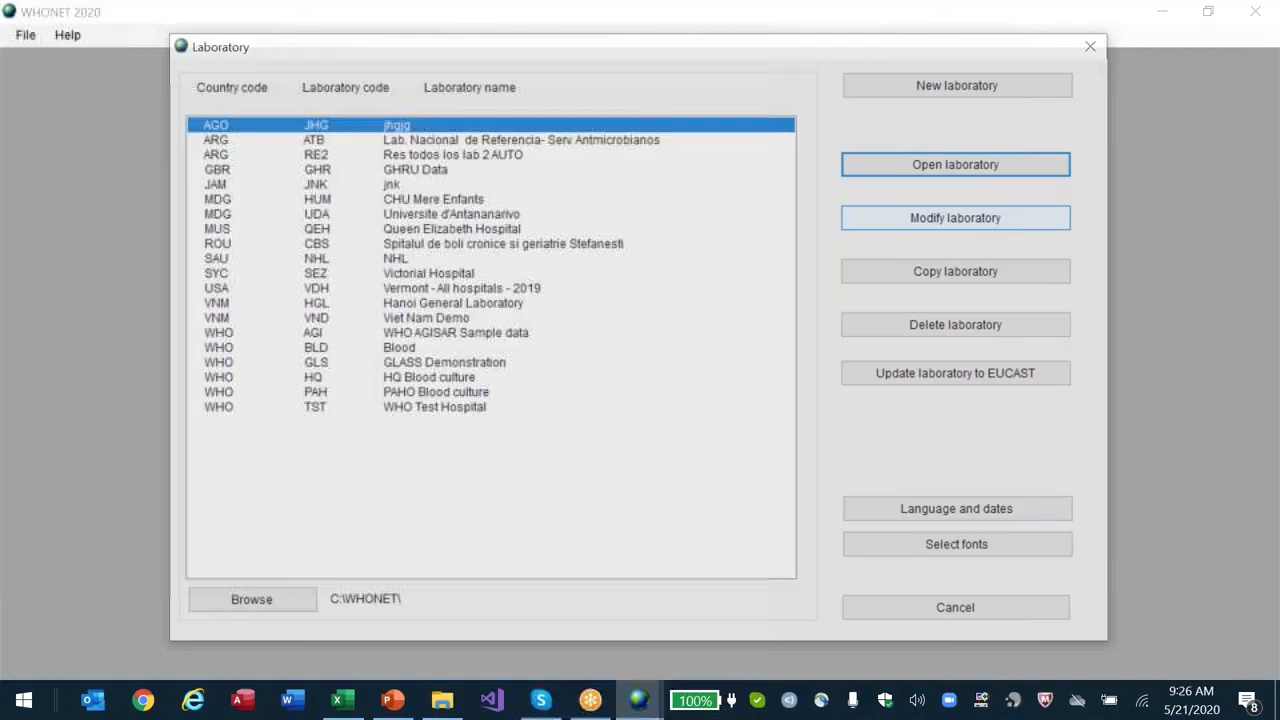 WHONET 2020
File Help
Laboratory
Country code Laboratory code Laboratory name
AGO JHG jhgjg
ARG ATB Lab. Nacional de Referencia- Serv. Antmicrobianos
ARG RE2 Res todos los lab 2 AUTO
GBR GHR GHRU Data
JAM JNK jnk
MDG HUM CHU Mere Enfants
MDG UDA Universite d'Antananarivo
MUS QEH Queen Elizabeth Hospital
ROU CBS Spitalul de boli cronice si geriatrie Stefanesti
SAU NHL NHL
SYC SEZ Victorial Hospital
USA VDH Vermont - All hospitals - 2019
VNM HGL Hanoi General Laboratory
VNM VND Viet Nam Demo
WHO AGI WHO AGISAR Sample data
WHO BLD Blood
WHO GLS GLASS Demonstration
WHO HQ HQ Blood culture
WHO PAH PAHO Blood culture
WHO TST WHO Test Hospital
Browse C:\WHONET\
New laboratory
Open laboratory
Modify laboratory
Copy laboratory
Delete laboratory
Update laboratory to EUCAST
Language and dates
Select fonts
Cancel
100%
9:26 AM
5/21/2020
8